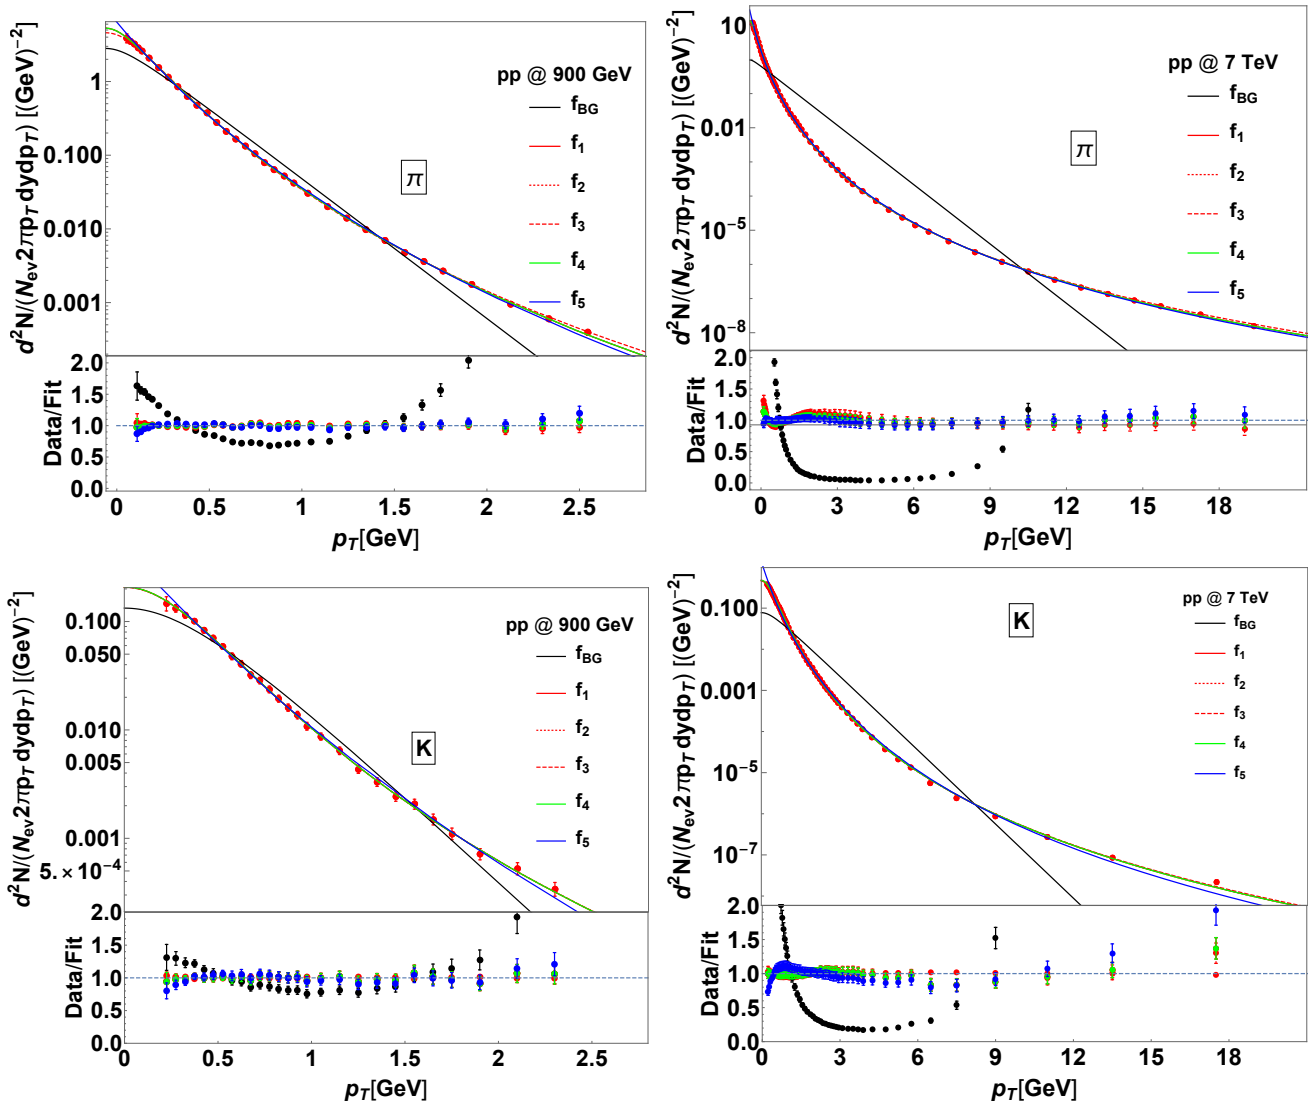 d²N/(N_ev 2πp_T dydp_T) [(GeV)⁻²]
1
0.100
0.010
0.001
pp @ 900 GeV
f_BG
f_1
f_2
f_3
f_4
f_5
π
Data/Fit
2.0
1.5
1.0
0.5
0.0
0 0.5 1 1.5 2 2.5
p_T[GeV]
d²N/(N_ev 2πp_T dydp_T) [(GeV)⁻²]
10
0.01
10⁻⁵
10⁻⁸
pp @ 7 TeV
f_BG
f_1
f_2
f_3
f_4
f_5
π
Data/Fit
2.0
1.5
1.0
0.5
0.0
0 3 6 9 12 15 18
p_T[GeV]
d²N/(N_ev 2πp_T dydp_T) [(GeV)⁻²]
0.100
0.050
0.010
0.005
0.001
5.×10⁻⁴
pp @ 900 GeV
f_BG
f_1
f_2
f_3
f_4
f_5
K
Data/Fit
2.0
1.5
1.0
0.5
0.0
0 0.5 1 1.5 2 2.5
p_T[GeV]
d²N/(N_ev 2πp_T dydp_T) [(GeV)⁻²]
0.100
0.001
10⁻⁵
10⁻⁷
pp @ 7 TeV
f_BG
f_1
f_2
f_3
f_4
f_5
K
Data/Fit
2.0
1.5
1.0
0.5
0.0
0 3 6 9 12 15 18
p_T[GeV]